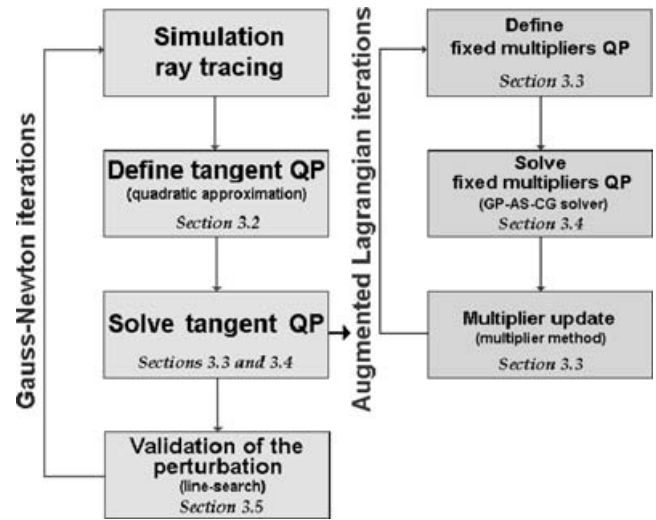 Gauss-Newton iterations
Simulation
ray tracing
Define tangent QP
(quadratic approximation)
Section 3.2
Solve tangent QP
Sections 3.3 and 3.4
Validation of the
perturbation
(line-search)
Section 3.5
Augmented Lagrangian iterations
Define
fixed multipliers QP
Section 3.3
Solve
fixed multipliers QP
(GP-AS-CG solver)
Section 3.4
Multiplier update
(multiplier method)
Section 3.3